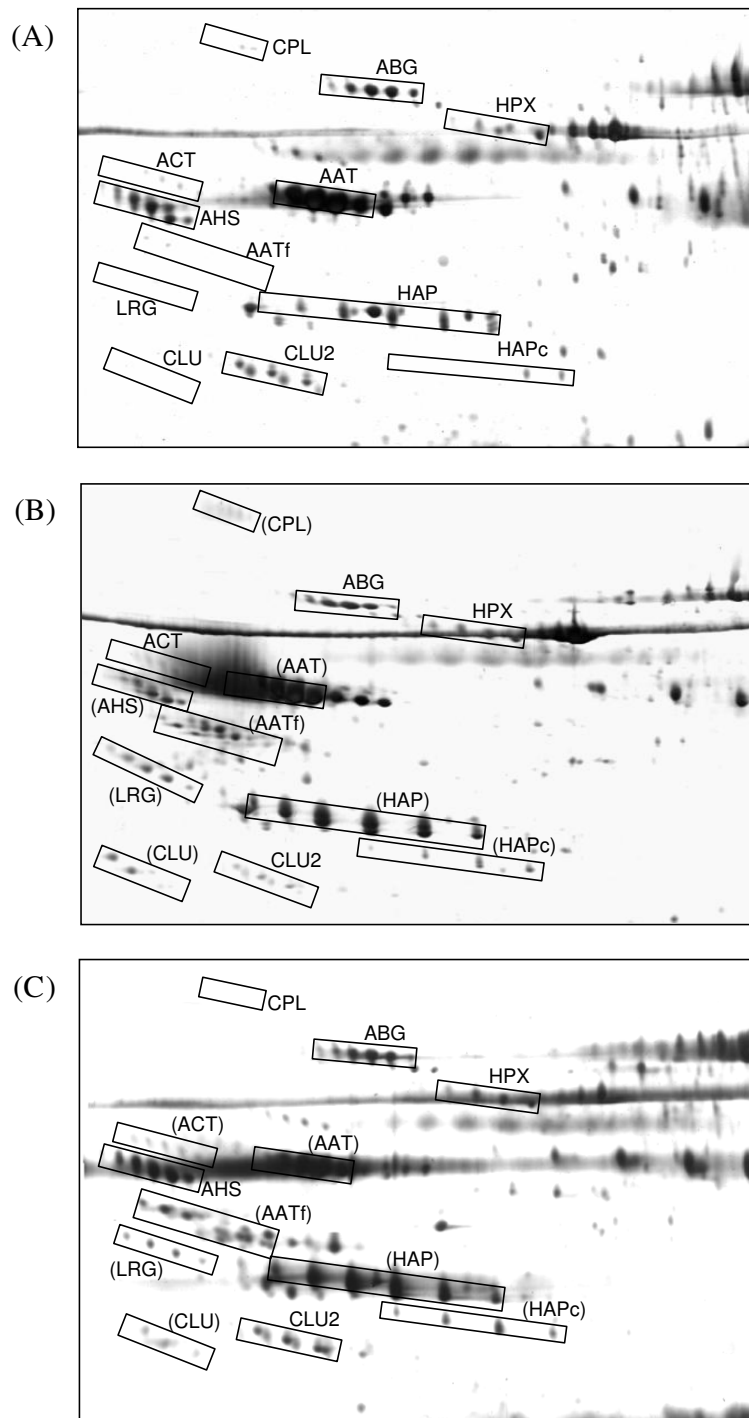 (A)
CPL
ABG
HPX
ACT
AAT
AHS
AATf
LRG
HAP
CLU
CLU2
HAPc
(B)
(CPL)
ABG
HPX
ACT
(AAT)
(AHS)
(AATf)
(LRG)
(HAP)
(CLU)
CLU2
(HAPc)
(C)
CPL
ABG
HPX
(ACT)
(AAT)
AHS
(AATf)
(LRG)
(HAP)
(HAPc)
(CLU)
CLU2